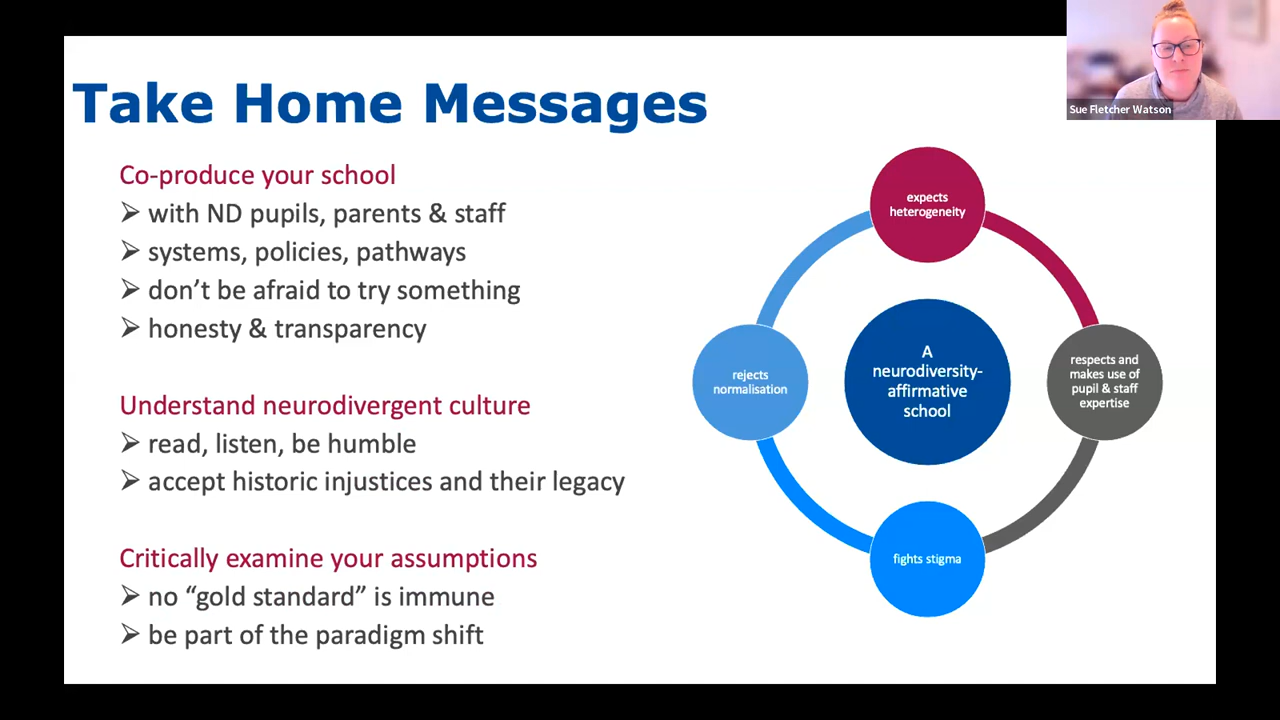 Take Home Messages
Co-produce your school
➢ with ND pupils, parents & staff
➢ systems, policies, pathways
➢ don’t be afraid to try something
➢ honesty & transparency
Understand neurodivergent culture
➢ read, listen, be humble
➢ accept historic injustices and their legacy
Critically examine your assumptions
➢ no “gold standard” is immune
➢ be part of the paradigm shift
expects
heterogeneity
respects and
makes use of
pupil & staff
expertise
fights stigma
rejects
normalisation
A
neurodiversity-
affirmative
school
Sue Fletcher Watson